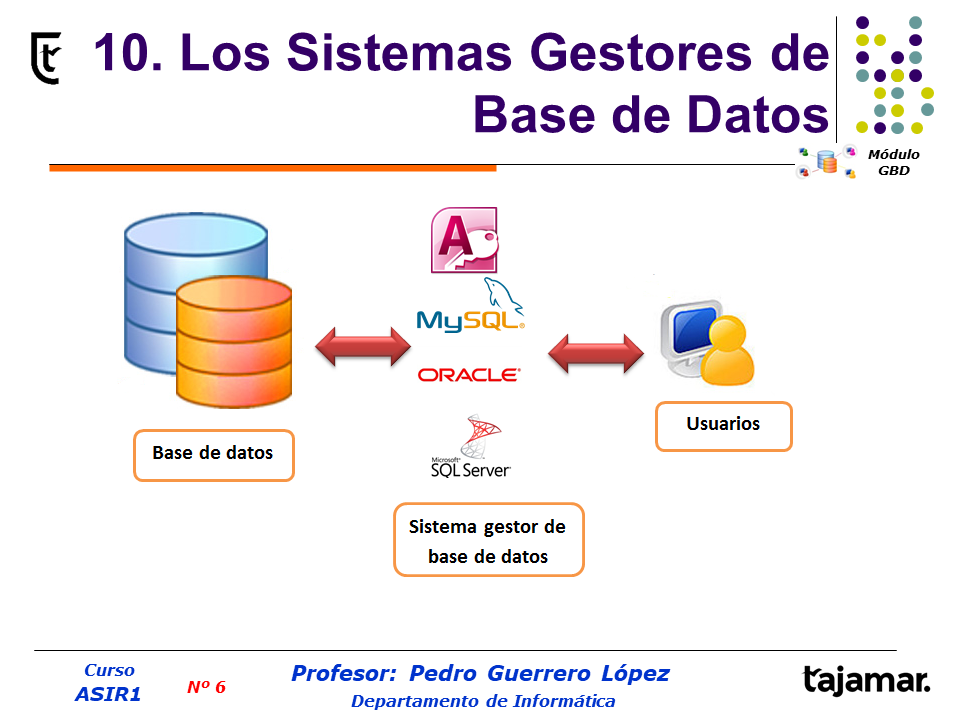 10. Los Sistemas Gestores de
Base de Datos
Módulo
GBD
A
MySQL®
ORACLE®
Microsoft®
SQL Server®
Base de datos
Usuarios
Sistema gestor de
base de datos
Curso
ASIR1
Nº 6
Profesor: Pedro Guerrero López
Departamento de Informática
tajamar.